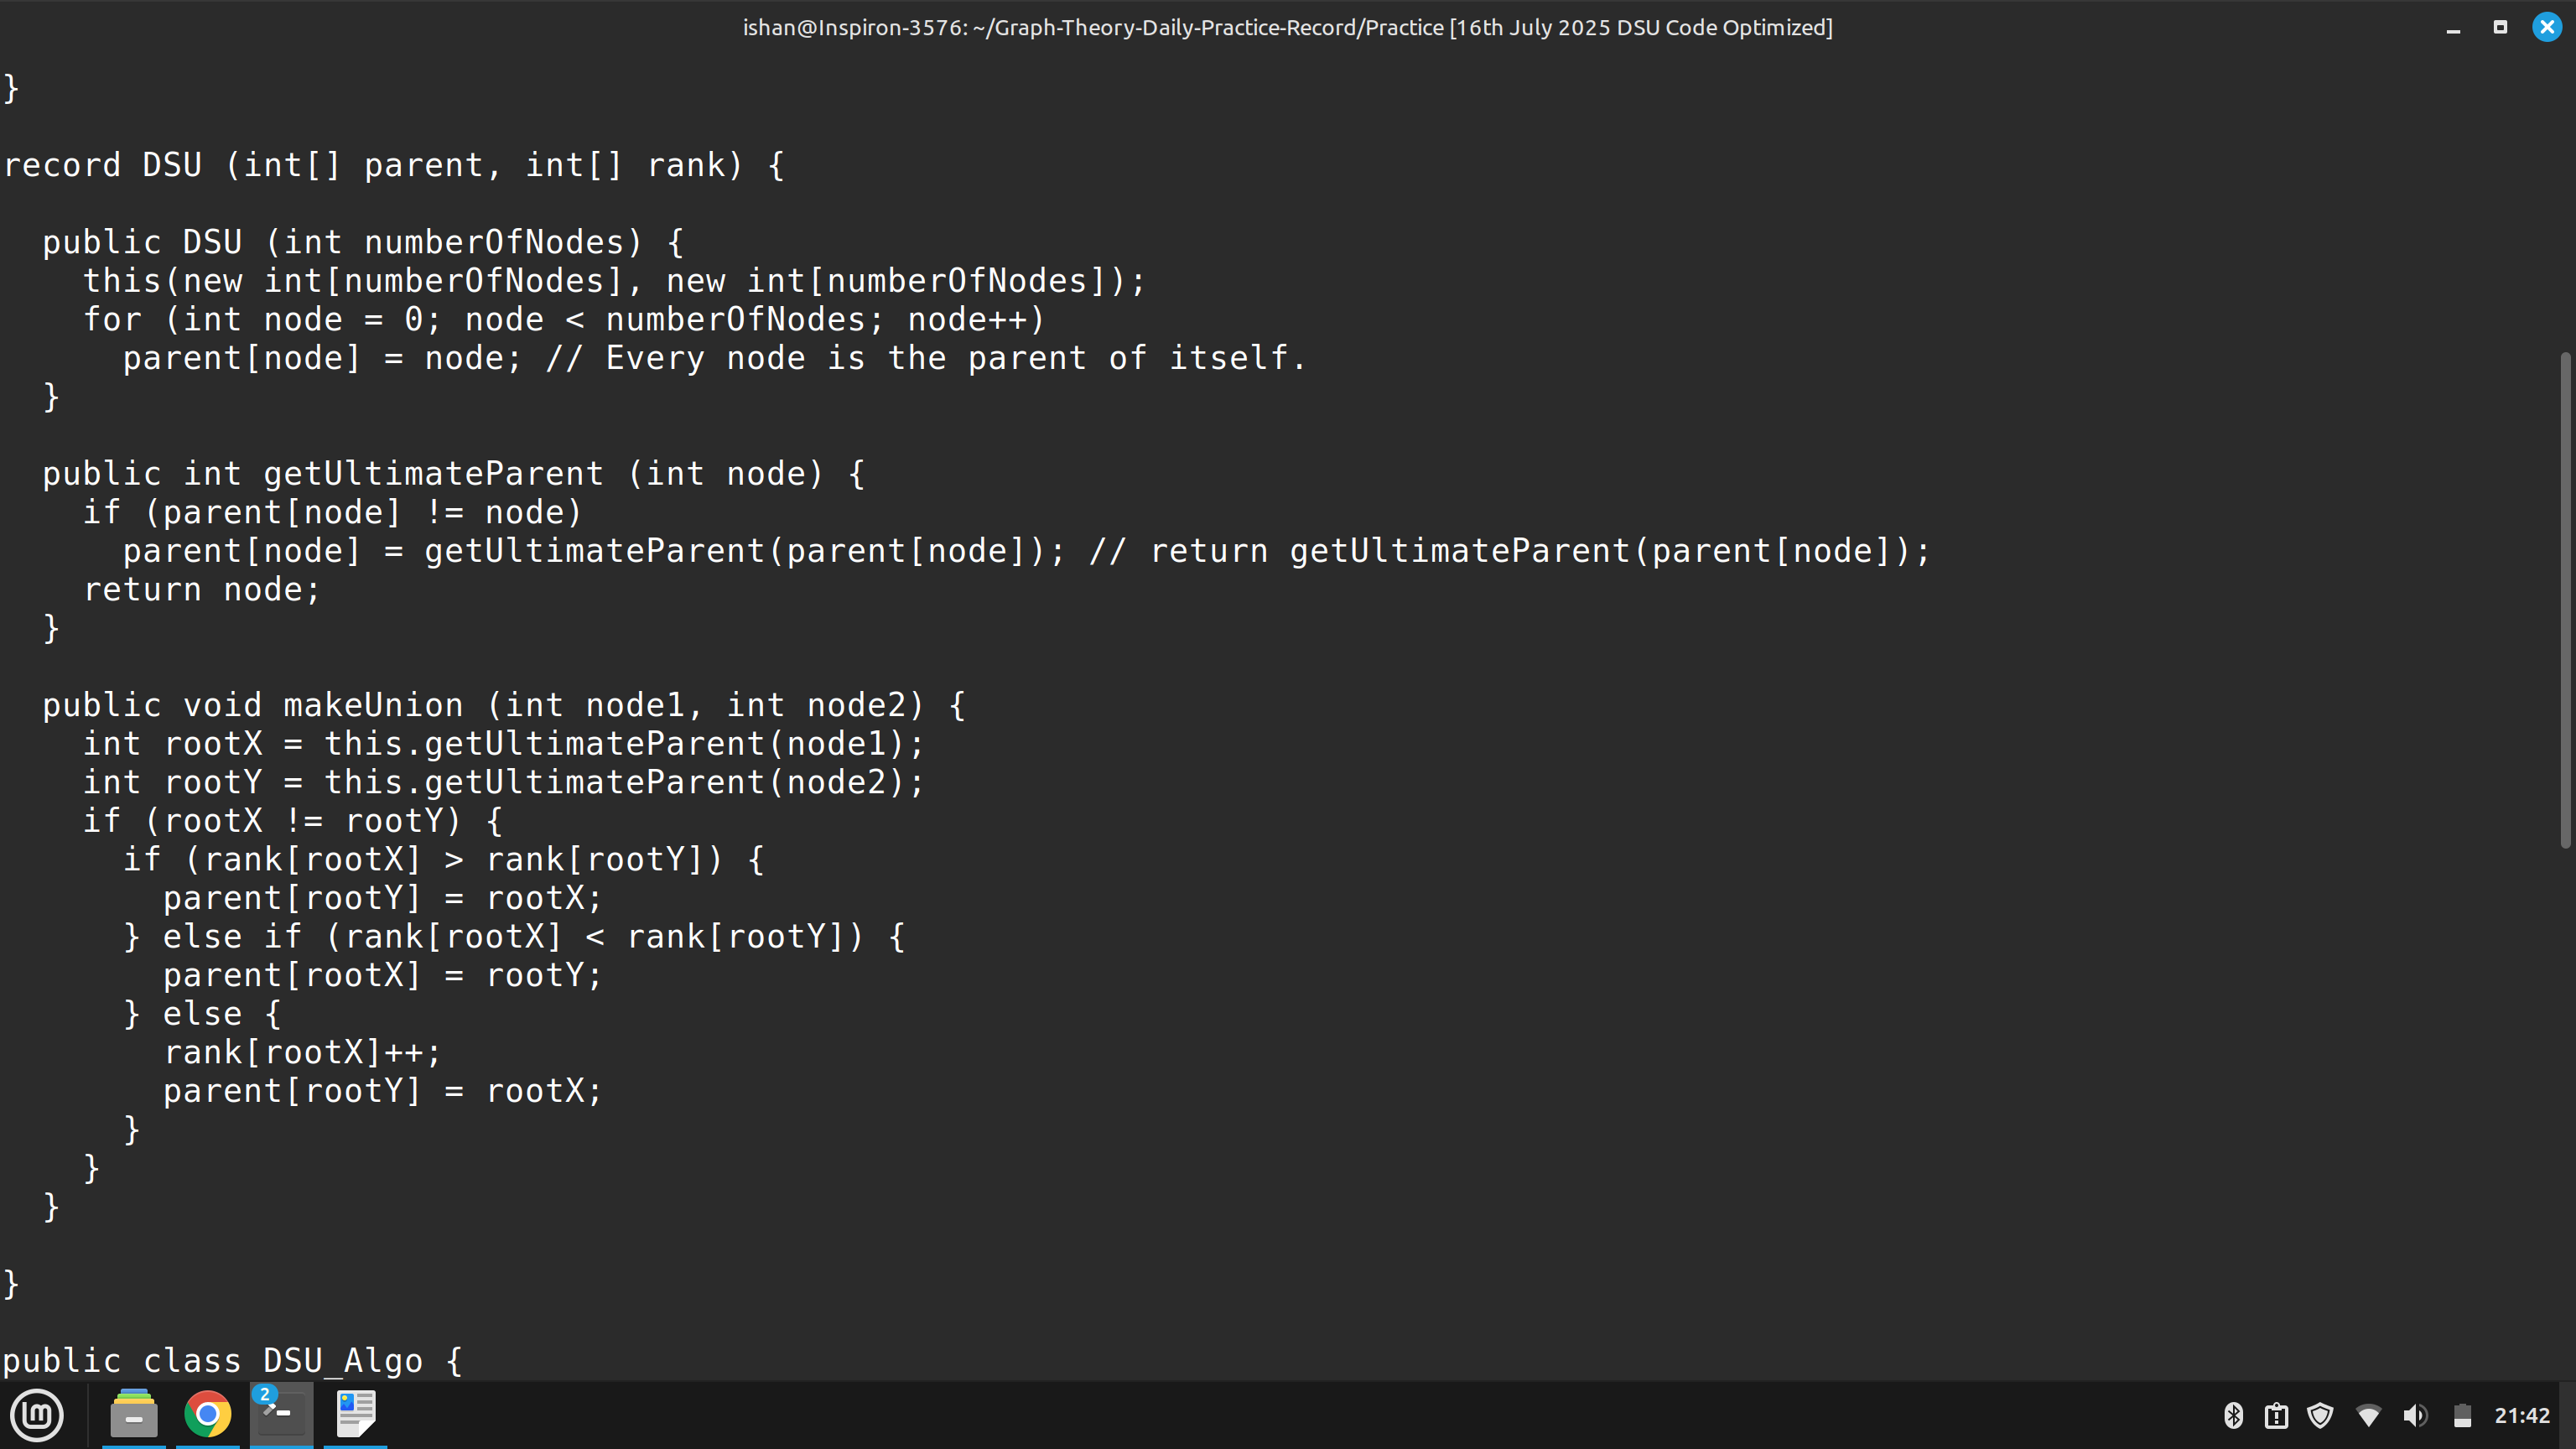 ishan@Inspiron-3576: ~/Graph-Theory-Daily-Practice-Record/Practice [16th July 2025 DSU Code Optimized]
}
record DSU (int[] parent, int[] rank) {
  public DSU (int numberOfNodes) {
    this(new int[numberOfNodes], new int[numberOfNodes]);
    for (int node = 0; node < numberOfNodes; node++)
      parent[node] = node; // Every node is the parent of itself.
  }
  public int getUltimateParent (int node) {
    if (parent[node] != node)
      parent[node] = getUltimateParent(parent[node]); // return getUltimateParent(parent[node]);
    return node;
  }
  public void makeUnion (int node1, int node2) {
    int rootX = this.getUltimateParent(node1);
    int rootY = this.getUltimateParent(node2);
    if (rootX != rootY) {
      if (rank[rootX] > rank[rootY]) {
        parent[rootY] = rootX;
      } else if (rank[rootX] < rank[rootY]) {
        parent[rootX] = rootY;
      } else {
        rank[rootX]++;
        parent[rootY] = rootX;
      }
    }
  }
}
public class DSU_Algo {
2
21:42